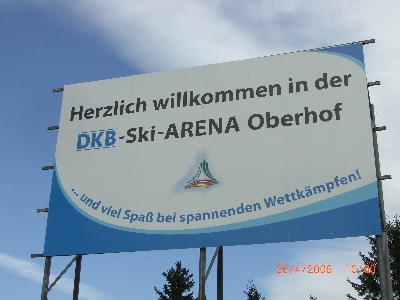 Herzlich willkommen in der
DKB-Ski-ARENA Oberhof
...und viel Spaß bei spannenden Wettkämpfen!